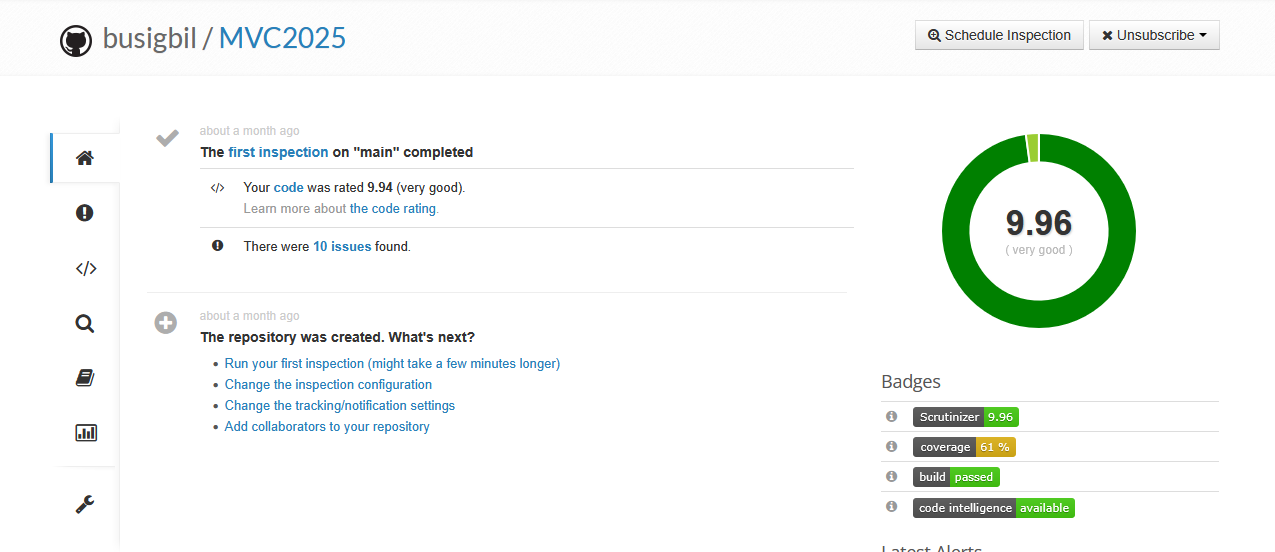 busigbil / MVC2025
Schedule Inspection
Unsubscribe
about a month ago
The first inspection on "main" completed
Your code was rated 9.94 (very good).
Learn more about the code rating.
There were 10 issues found.
about a month ago
The repository was created. What's next?
Run your first inspection (might take a few minutes longer)
Change the inspection configuration
Change the tracking/notification settings
Add collaborators to your repository
9.96
( very good )
Badges
Scrutinizer 9.96
coverage 61 %
build passed
code intelligence available
Latest Alerts